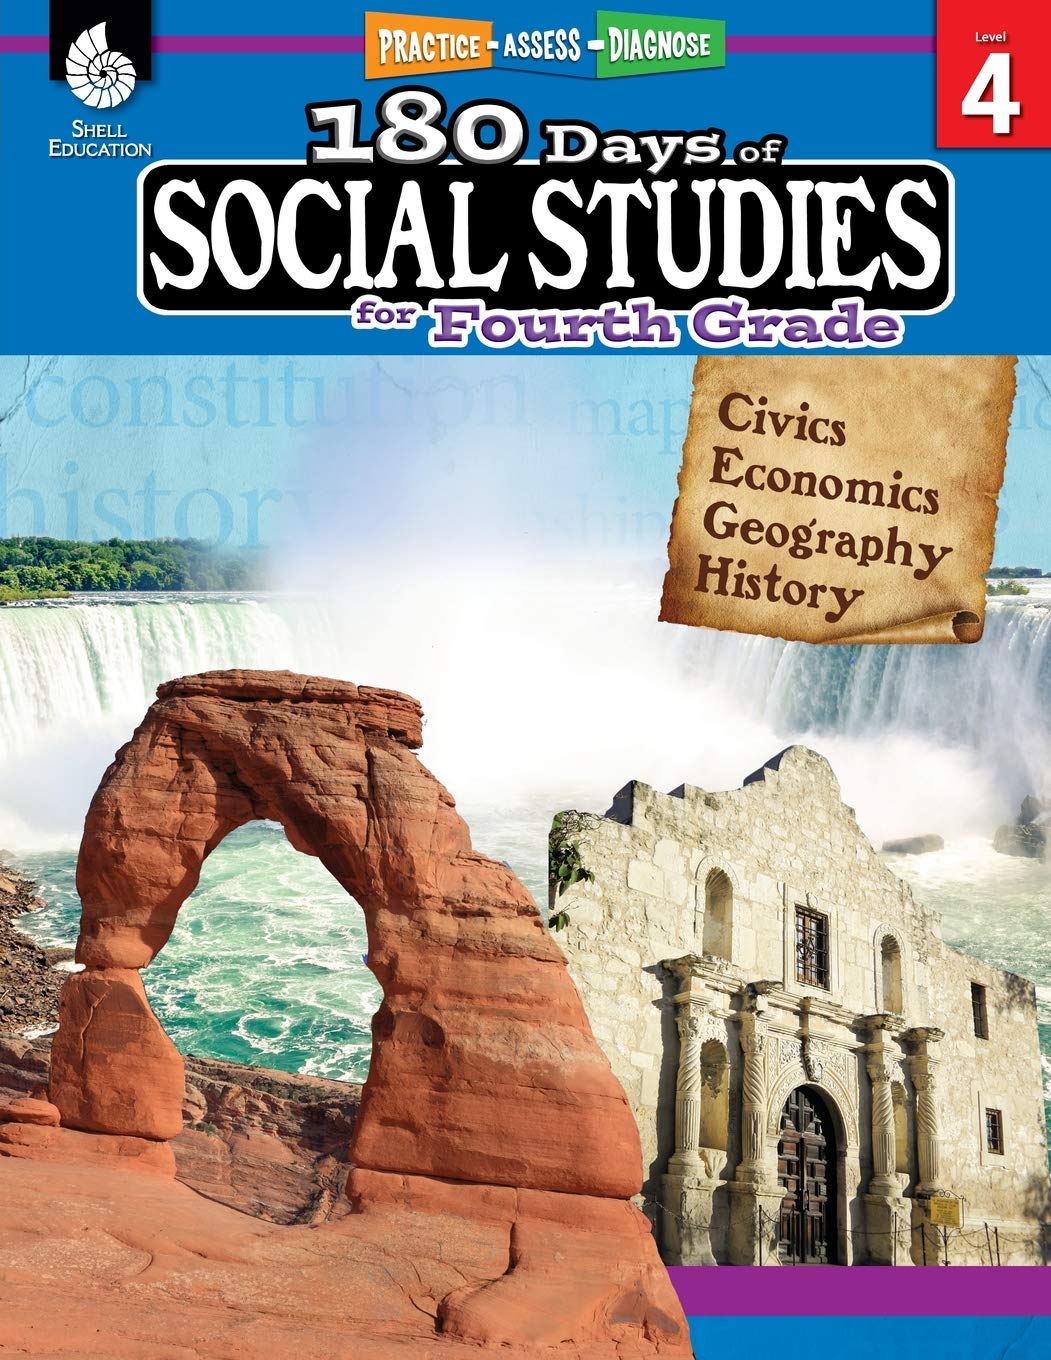 PRACTICE - ASSESS - DIAGNOSE
Level
4
SHELL
EDUCATION
180 Days of
SOCIAL STUDIES
for Fourth Grade
constitution
map
history
Civics
Economics
Geography
History